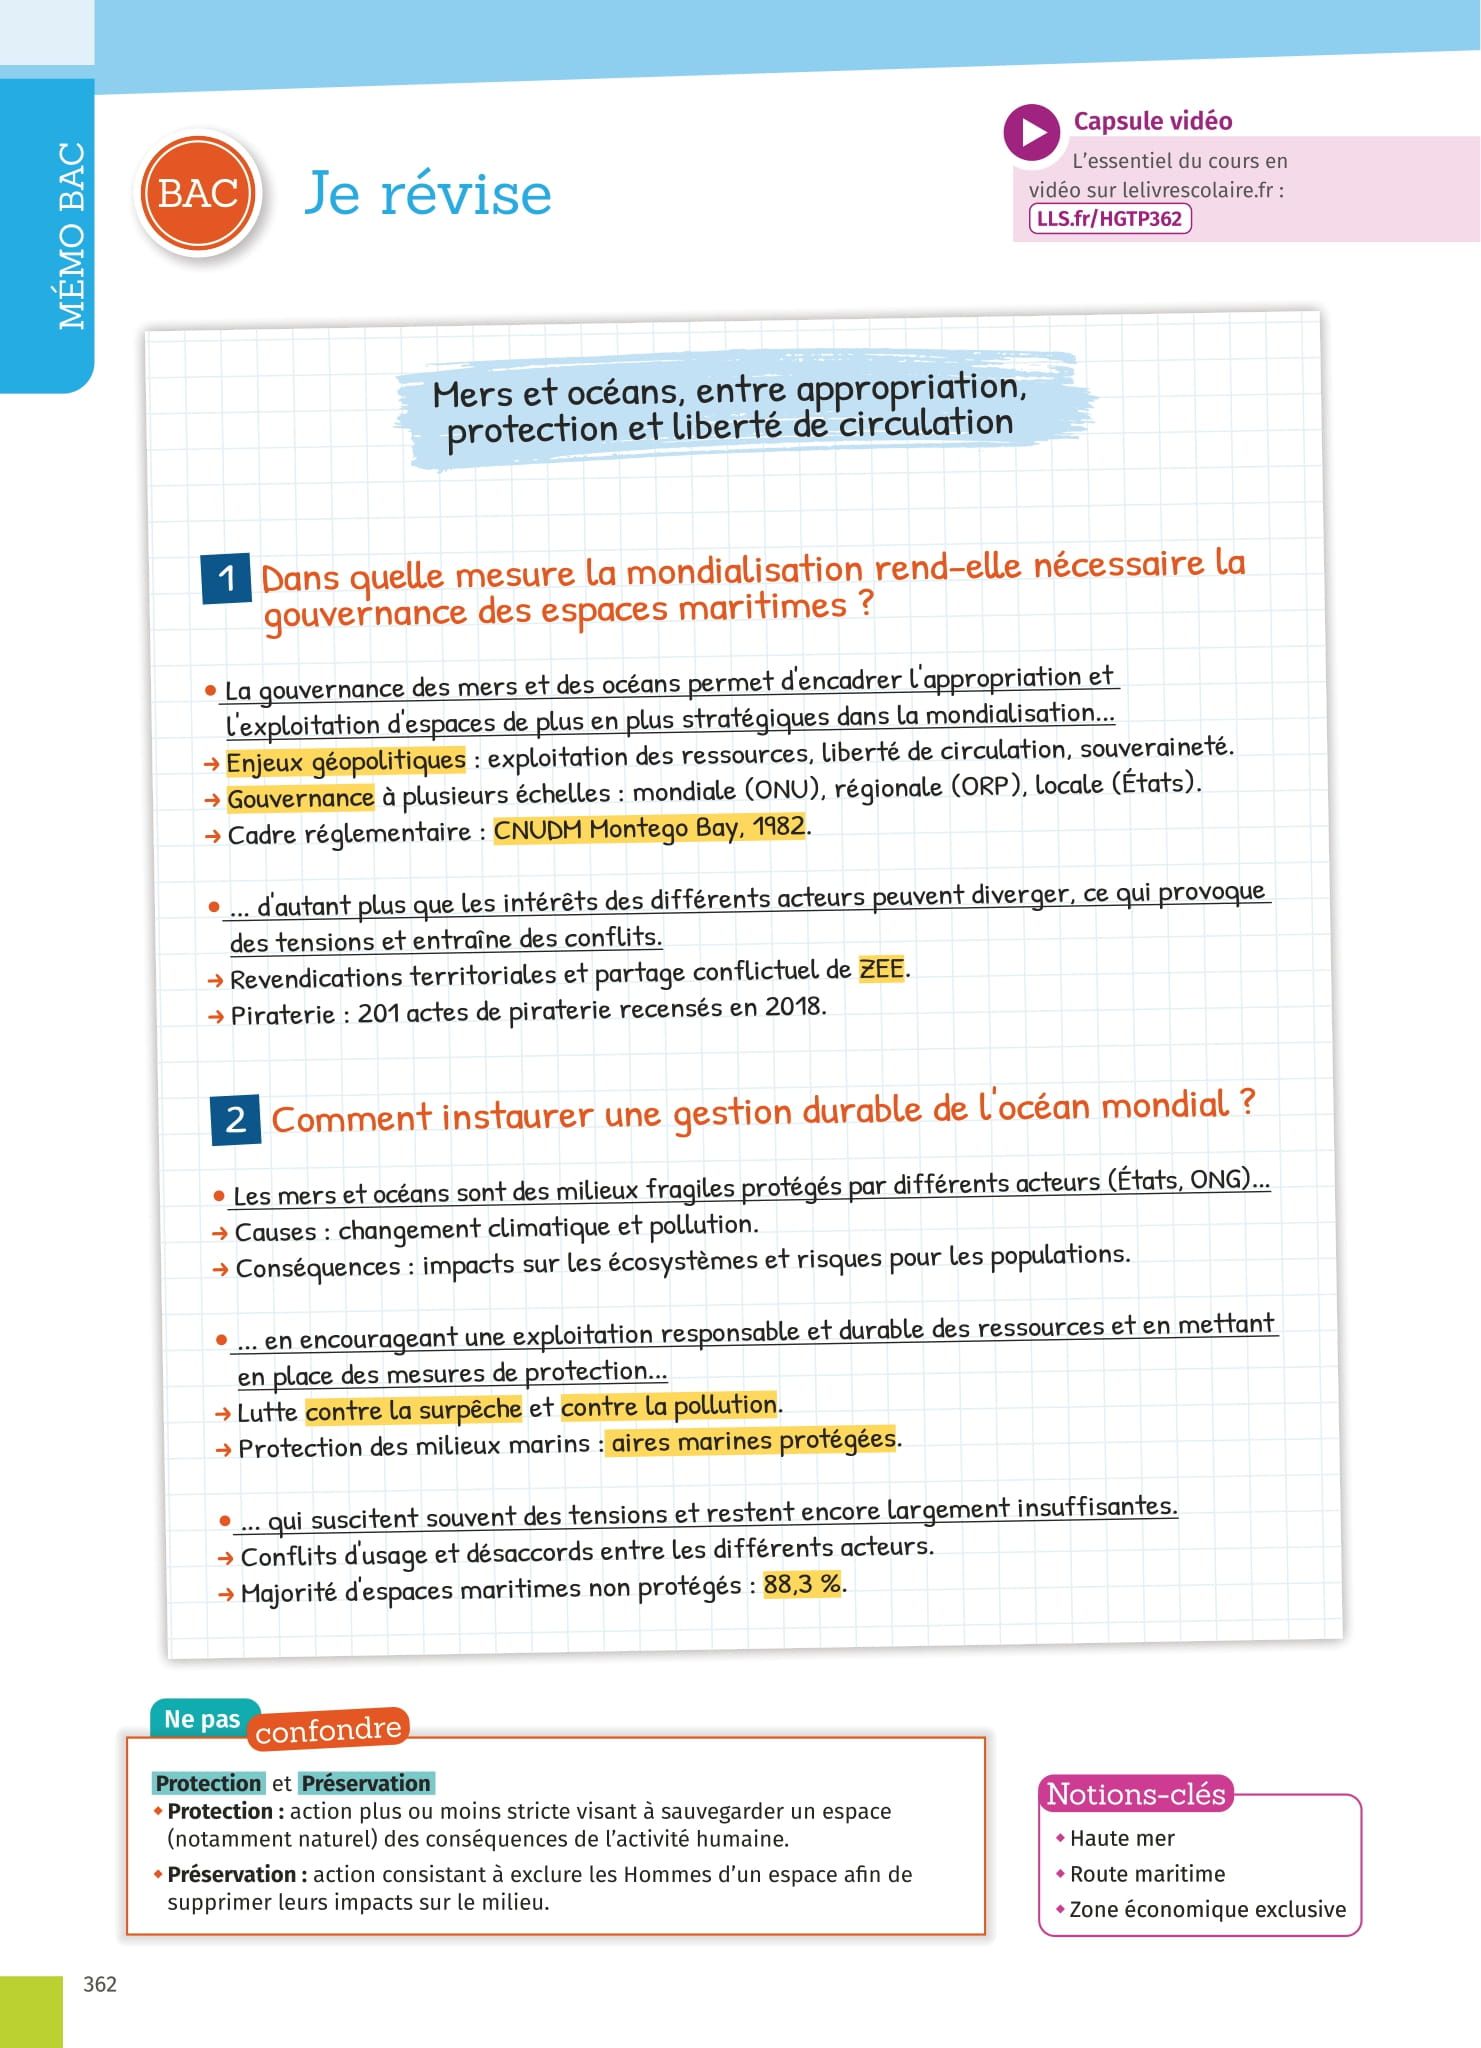 MÉMO BAC
BAC
Je révise
Capsule vidéo
L'essentiel du cours en
vidéo sur lelivrescolaire.fr :
LLS.fr/HGTP362
Mers et océans, entre appropriation,
protection et liberté de circulation
1 Dans quelle mesure la mondialisation rend-elle nécessaire la
gouvernance des espaces maritimes ?
• La gouvernance des mers et des océans permet d'encadrer l'appropriation et
l'exploitation d'espaces de plus en plus stratégiques dans la mondialisation...
→ Enjeux géopolitiques : exploitation des ressources, liberté de circulation, souveraineté.
→ Gouvernance à plusieurs échelles : mondiale (ONU), régionale (ORP), locale (États).
→ Cadre réglementaire : CNUDM Montego Bay, 1982.
• ... d'autant plus que les intérêts des différents acteurs peuvent diverger, ce qui provoque
des tensions et entraîne des conflits.
→ Revendications territoriales et partage conflictuel de ZEE.
→ Piraterie : 201 actes de piraterie recensés en 2018.
2 Comment instaurer une gestion durable de l'océan mondial ?
• Les mers et océans sont des milieux fragiles protégés par différents acteurs (États, ONG)...
→ Causes : changement climatique et pollution.
→ Conséquences : impacts sur les écosystèmes et risques pour les populations.
• ... en encourageant une exploitation responsable et durable des ressources et en mettant
en place des mesures de protection...
→ Lutte contre la surpêche et contre la pollution.
→ Protection des milieux marins : aires marines protégées.
• ... qui suscitent souvent des tensions et restent encore largement insuffisantes.
→ Conflits d'usage et désaccords entre les différents acteurs.
→ Majorité d'espaces maritimes non protégés : 88,3 %.
Ne pas confondre
Protection et Préservation
Protection : action plus ou moins stricte visant à sauvegarder un espace
(notamment naturel) des conséquences de l'activité humaine.
Préservation : action consistant à exclure les Hommes d'un espace afin de
supprimer leurs impacts sur le milieu.
Notions-clés
Haute mer
Route maritime
Zone économique exclusive
362